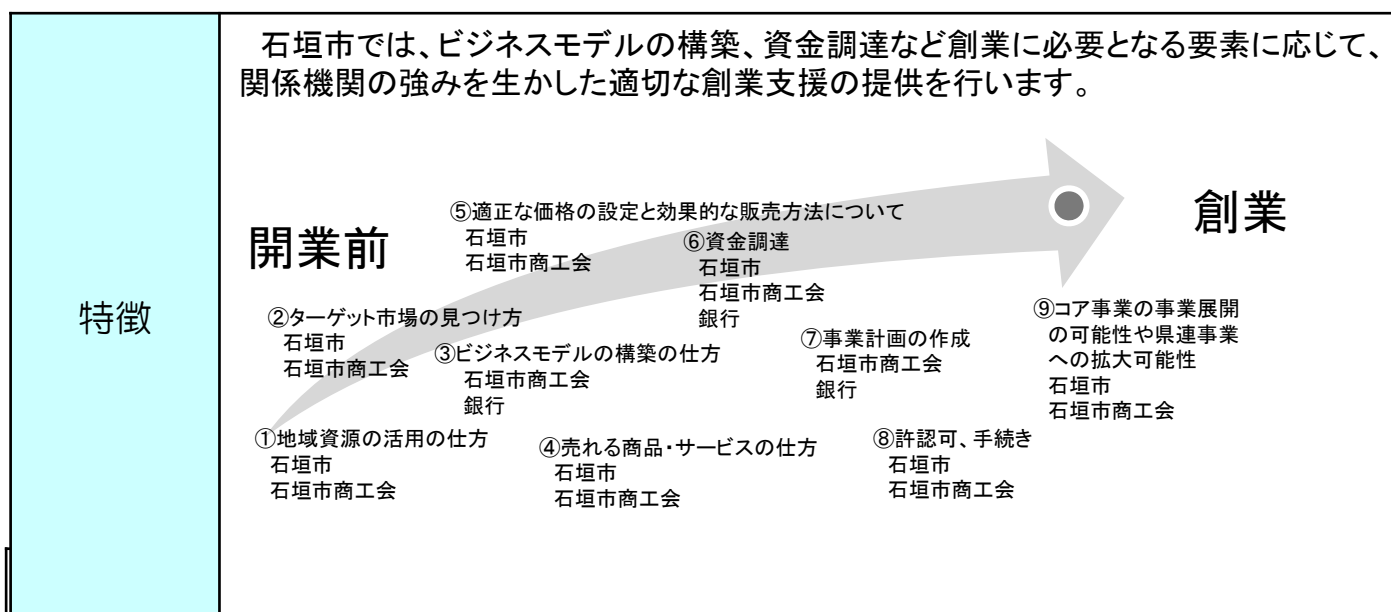 特徴
石垣市では、ビジネスモデルの構築、資金調達など創業に必要となる要素に応じて、
関係機関の強みを生かした適切な創業支援の提供を行います。
開業前
創業
①地域資源の活用の仕方
石垣市
石垣市商工会
②ターゲット市場の見つけ方
石垣市
石垣市商工会
③ビジネスモデルの構築の仕方
石垣市商工会
銀行
④売れる商品・サービスの仕方
石垣市
石垣市商工会
⑤適正な価格の設定と効果的な販売方法について
石垣市
石垣市商工会
⑥資金調達
石垣市
石垣市商工会
銀行
⑦事業計画の作成
石垣市商工会
銀行
⑧許認可、手続き
石垣市
石垣市商工会
⑨コア事業の事業展開
の可能性や県連事業
への拡大可能性
石垣市
石垣市商工会